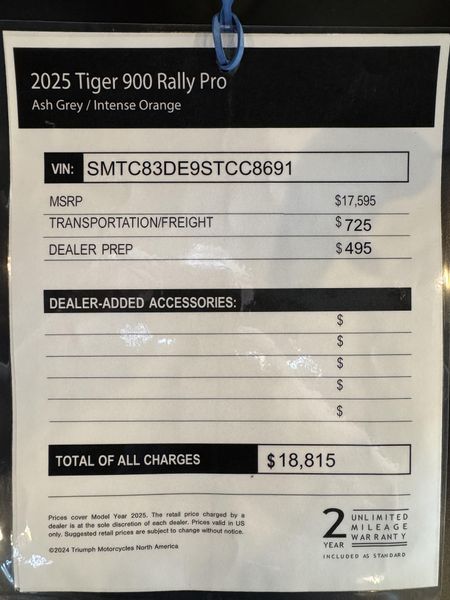 2025 Tiger 900 Rally Pro
Ash Grey / Intense Orange
VIN: SMTC83DE9STCC8691
MSRP $17,595
TRANSPORTATION/FREIGHT $725
DEALER PREP $495
DEALER-ADDED ACCESSORIES:
$
$
$
$
$
TOTAL OF ALL CHARGES $18,815
Prices cover Model Year 2025. The retail price charged by a
dealer is at the sole discretion of each dealer. Prices valid in US
only. Suggested retail prices are subject to change without notice.
©2024 Triumph Motorcycles North America
2 YEAR
UNLIMITED
MILEAGE
WARRANTY
INCLUDED AS STANDARD